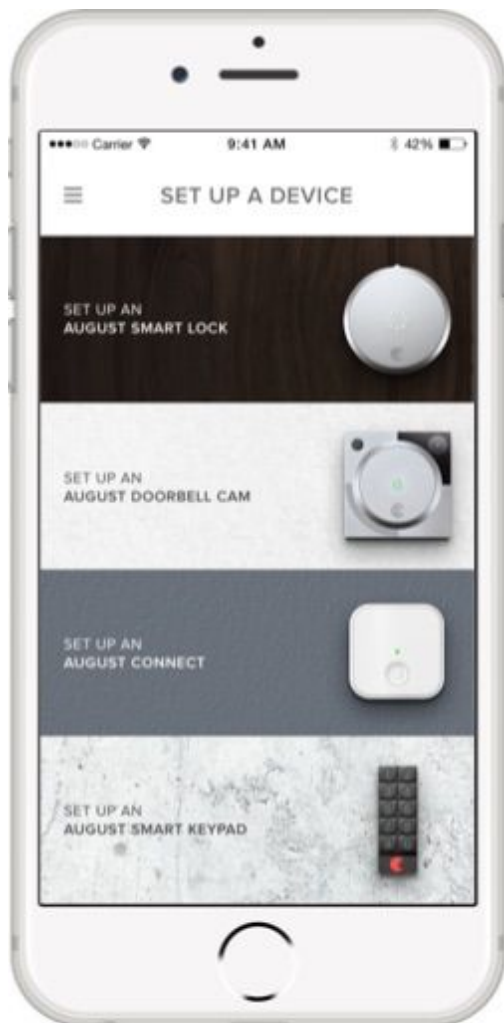 Carrier 9:41 AM 42%
SET UP A DEVICE
SET UP AN
AUGUST SMART LOCK
SET UP AN
AUGUST DOORBELL CAM
SET UP AN
AUGUST CONNECT
SET UP AN
AUGUST SMART KEYPAD